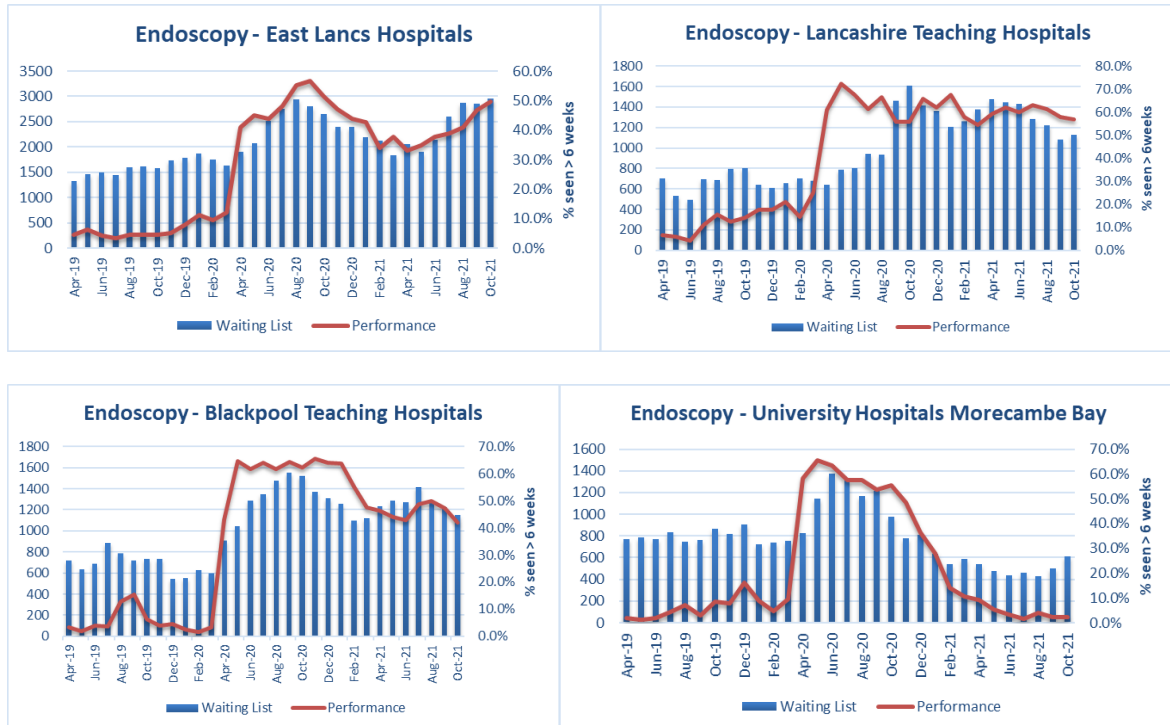 Endoscopy - East Lancs Hospitals
3500
3000
2500
2000
1500
1000
500
0
60.0%
50.0%
40.0%
30.0%
20.0%
10.0%
0.0%
% seen > 6 weeks
Apr-19
Jun-19
Aug-19
Oct-19
Dec-19
Feb-20
Apr-20
Jun-20
Aug-20
Oct-20
Dec-20
Feb-21
Apr-21
Jun-21
Aug-21
Oct-21
Waiting List
Performance
Endoscopy - Lancashire Teaching Hospitals
1800
1600
1400
1200
1000
800
600
400
200
0
80.0%
70.0%
60.0%
50.0%
40.0%
30.0%
20.0%
10.0%
0.0%
% seen > 6weeks
Apr-19
Jun-19
Aug-19
Oct-19
Dec-19
Feb-20
Apr-20
Jun-20
Aug-20
Oct-20
Dec-20
Feb-21
Apr-21
Jun-21
Aug-21
Oct-21
Waiting List
Performance
Endoscopy - Blackpool Teaching Hospitals
1800
1600
1400
1200
1000
800
600
400
200
0
70.0%
60.0%
50.0%
40.0%
30.0%
20.0%
10.0%
0.0%
% seen > 6 weeks
Apr-19
Jun-19
Aug-19
Oct-19
Dec-19
Feb-20
Apr-20
Jun-20
Aug-20
Oct-20
Dec-20
Feb-21
Apr-21
Jun-21
Aug-21
Oct-21
Waiting List
Performance
Endoscopy - University Hospitals Morecambe Bay
1600
1400
1200
1000
800
600
400
200
0
70.0%
60.0%
50.0%
40.0%
30.0%
20.0%
10.0%
0.0%
% seen > 6 weeks
Apr-19
Jun-19
Aug-19
Oct-19
Dec-19
Feb-20
Apr-20
Jun-20
Aug-20
Oct-20
Dec-20
Feb-21
Apr-21
Jun-21
Aug-21
Oct-21
Waiting List
Performance